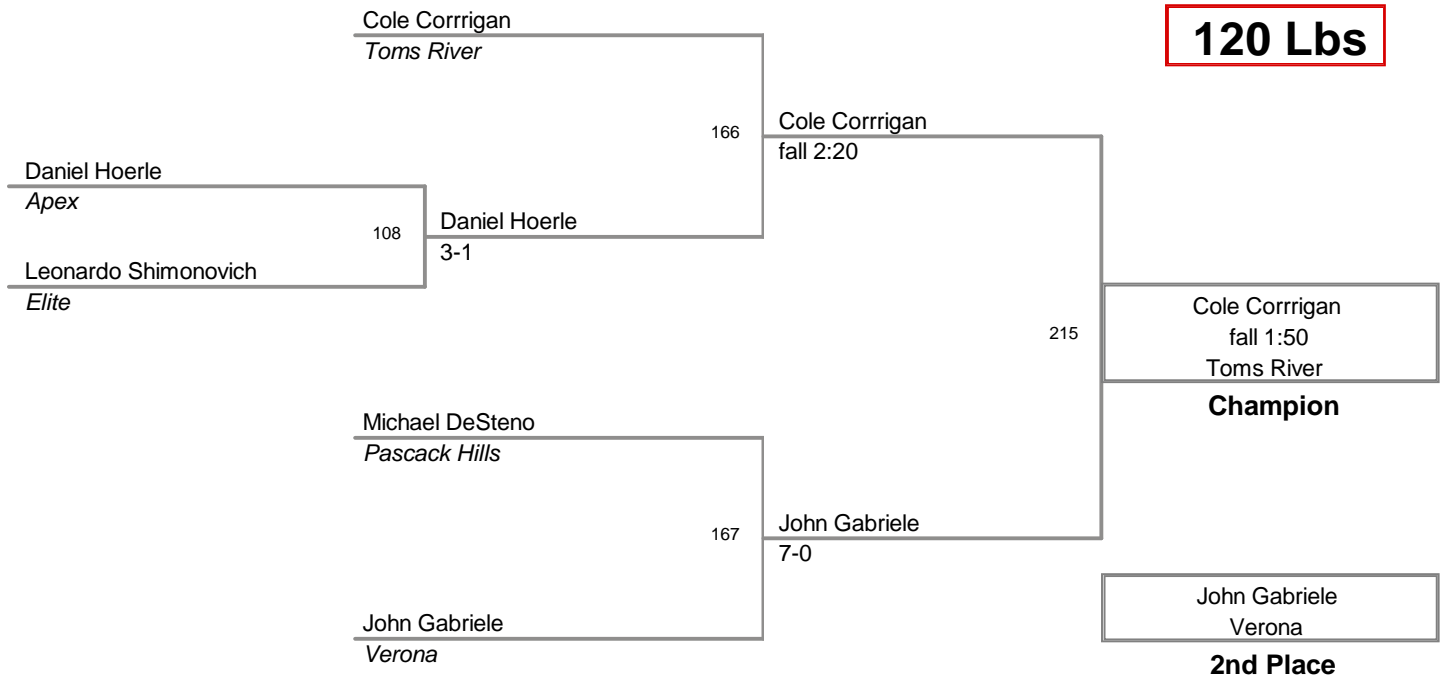 Cole Corrrigan
Toms River
120 Lbs
166
Cole Corrrigan
fall 2:20
Daniel Hoerle
Apex
108
Daniel Hoerle
3-1
Leonardo Shimonovich
Elite
215
Cole Corrrigan
fall 1:50
Toms River
Champion
Michael DeSteno
Pascack Hills
167
John Gabriele
7-0
John Gabriele
Verona
John Gabriele
Verona
2nd Place